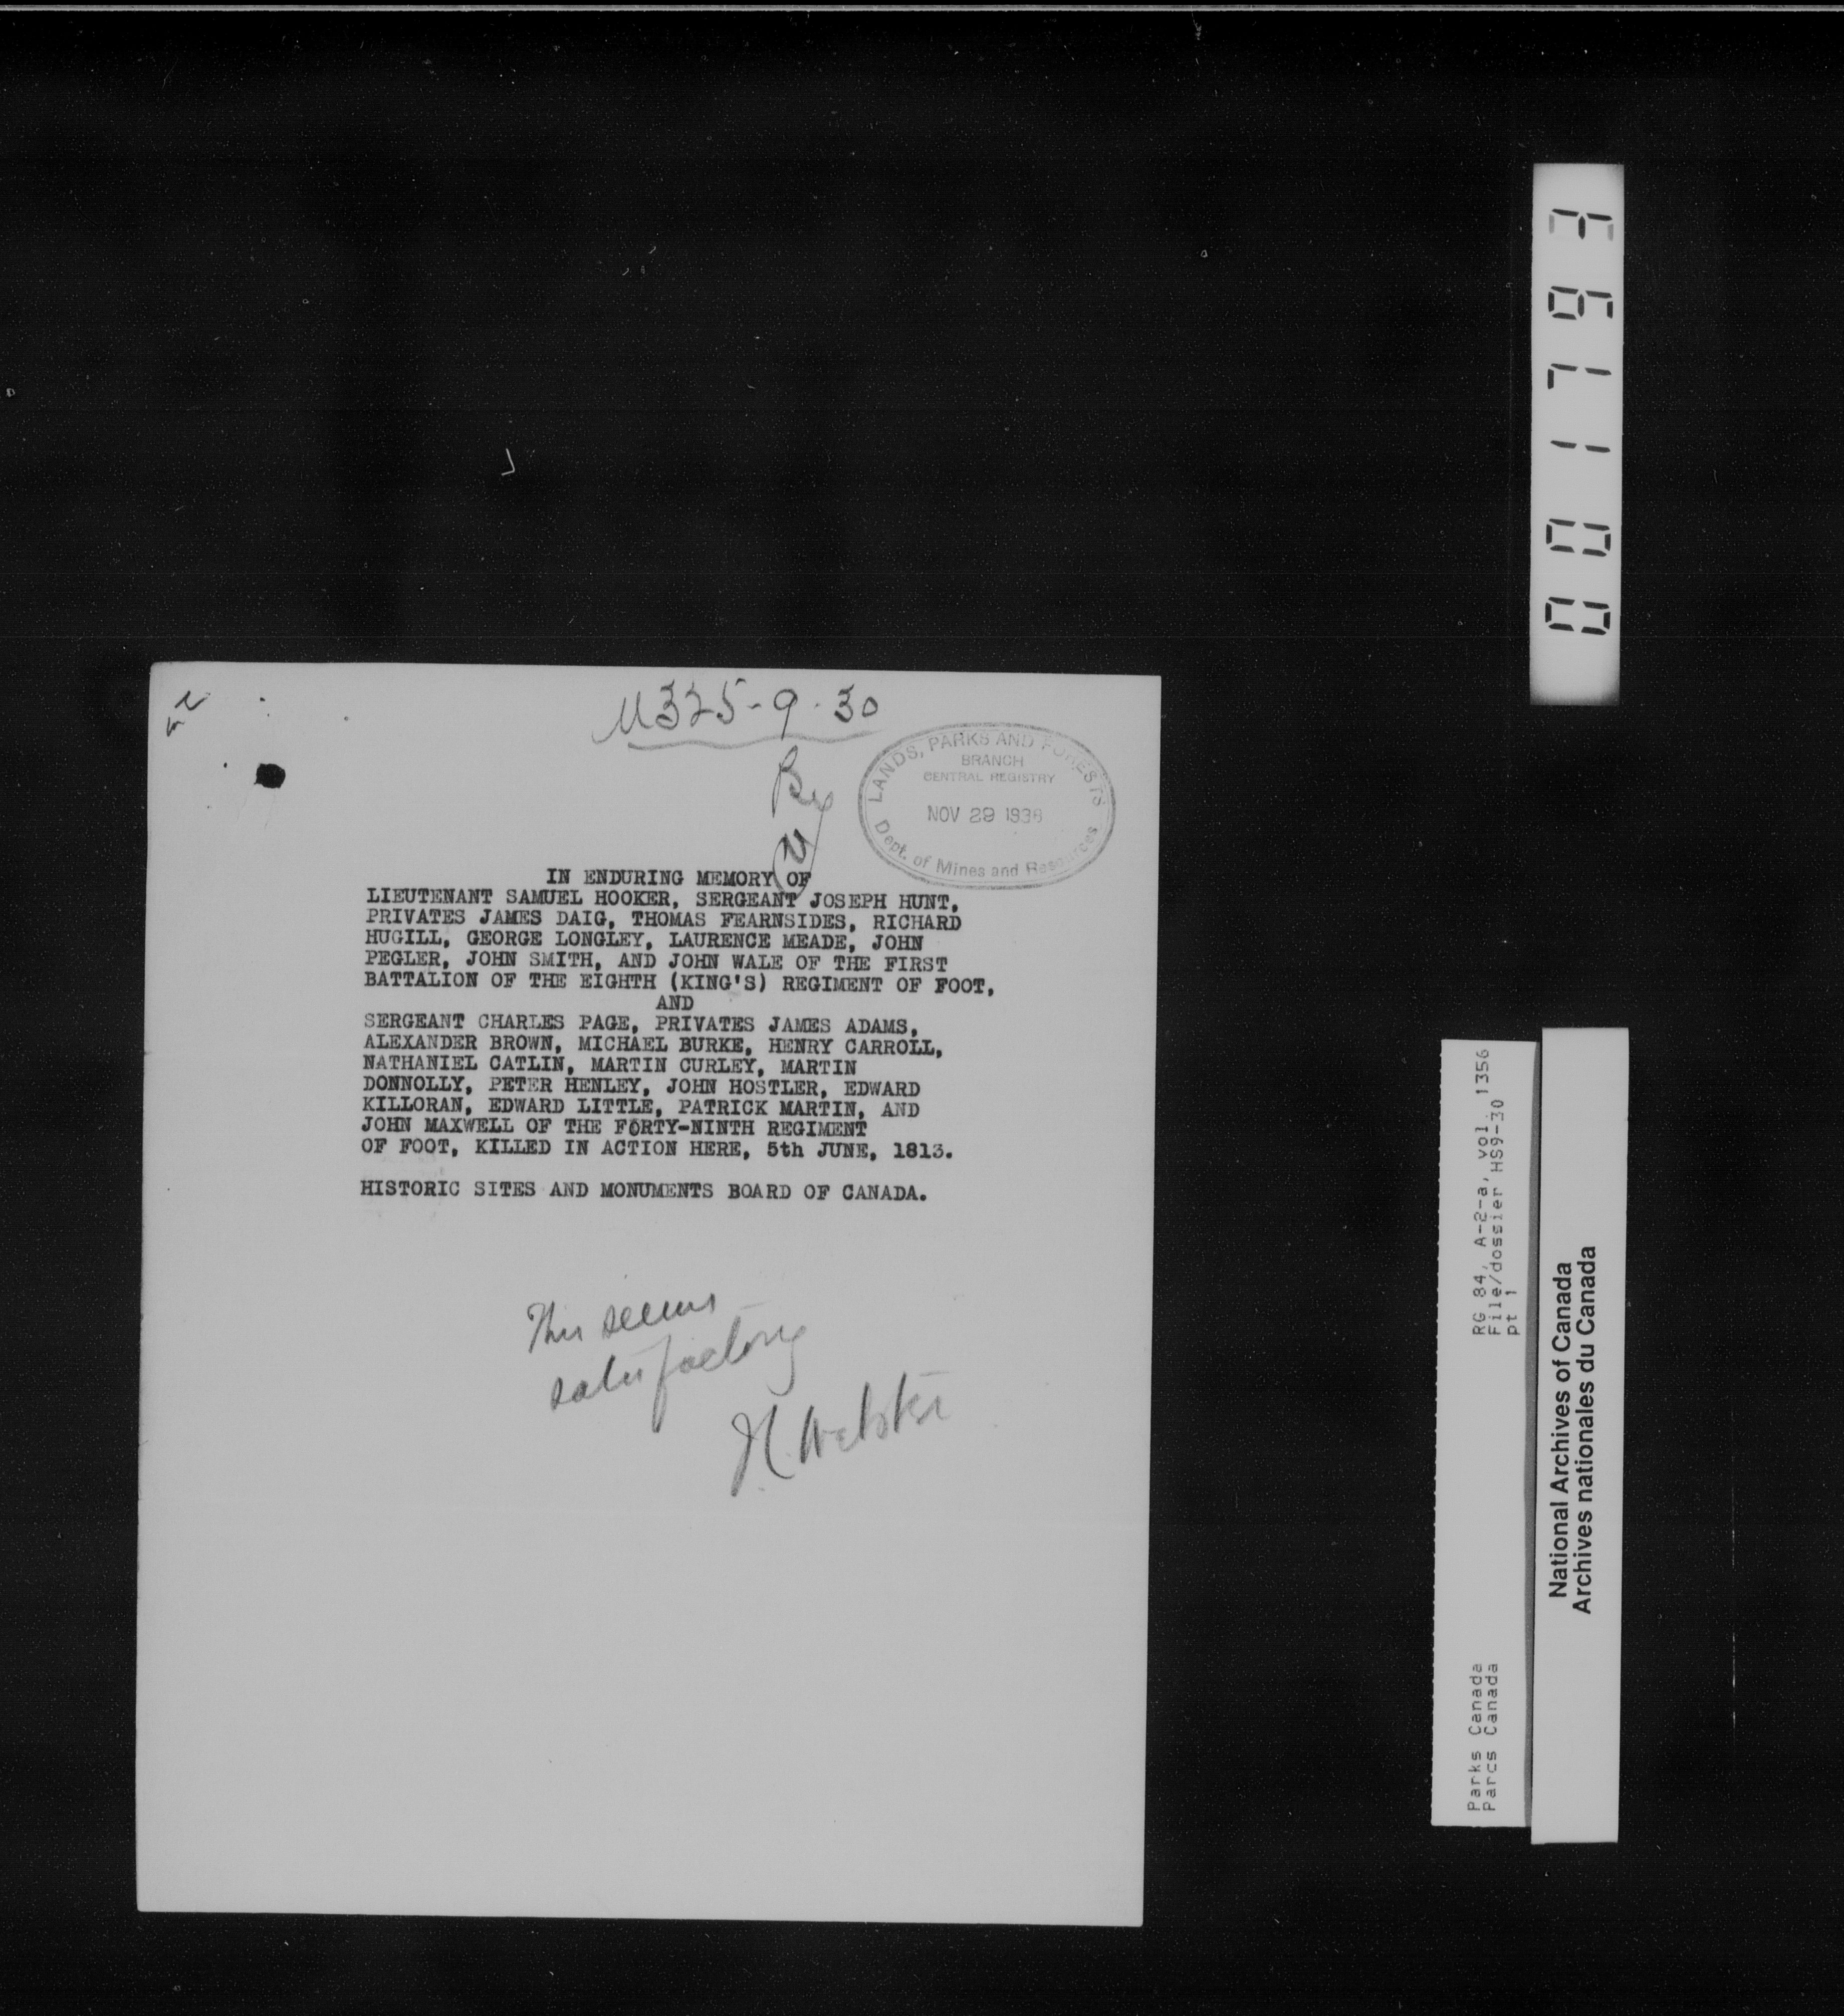 M325-9-30
LANDS, PARKS AND FORESTS
BRANCH
CENTRAL REGISTRY
NOV 29 1938
Dept. of Mines and Resources
IN ENDURING MEMORY OF
LIEUTENANT SAMUEL HOOKER, SERGEANT JOSEPH HUNT,
PRIVATES JAMES DAIG, THOMAS FEARNSIDES, RICHARD
HUGILL, GEORGE LONGLEY, LAURENCE MEADE, JOHN
PEGLER, JOHN SMITH, AND JOHN WALE OF THE FIRST
BATTALION OF THE EIGHTH (KING'S) REGIMENT OF FOOT,
AND
SERGEANT CHARLES PAGE, PRIVATES JAMES ADAMS,
ALEXANDER BROWN, MICHAEL BURKE, HENRY CARROLL,
NATHANIEL CATLIN, MARTIN CURLEY, MARTIN
DONNOLLY, PETER HENLEY, JOHN HOSTLER, EDWARD
KILLORAN, EDWARD LITTLE, PATRICK MARTIN, AND
JOHN MAXWELL OF THE FORTY-NINTH REGIMENT
OF FOOT, KILLED IN ACTION HERE, 5th JUNE, 1813.
HISTORIC SITES AND MONUMENTS BOARD OF CANADA.
This seems
satisfactory
J.C. Webster
001793
Parks Canada
Parcs Canada
RG 84, A-2-a, vol. 1356
File/dossier HS9-30
pt 1
National Archives of Canada
Archives nationales du Canada